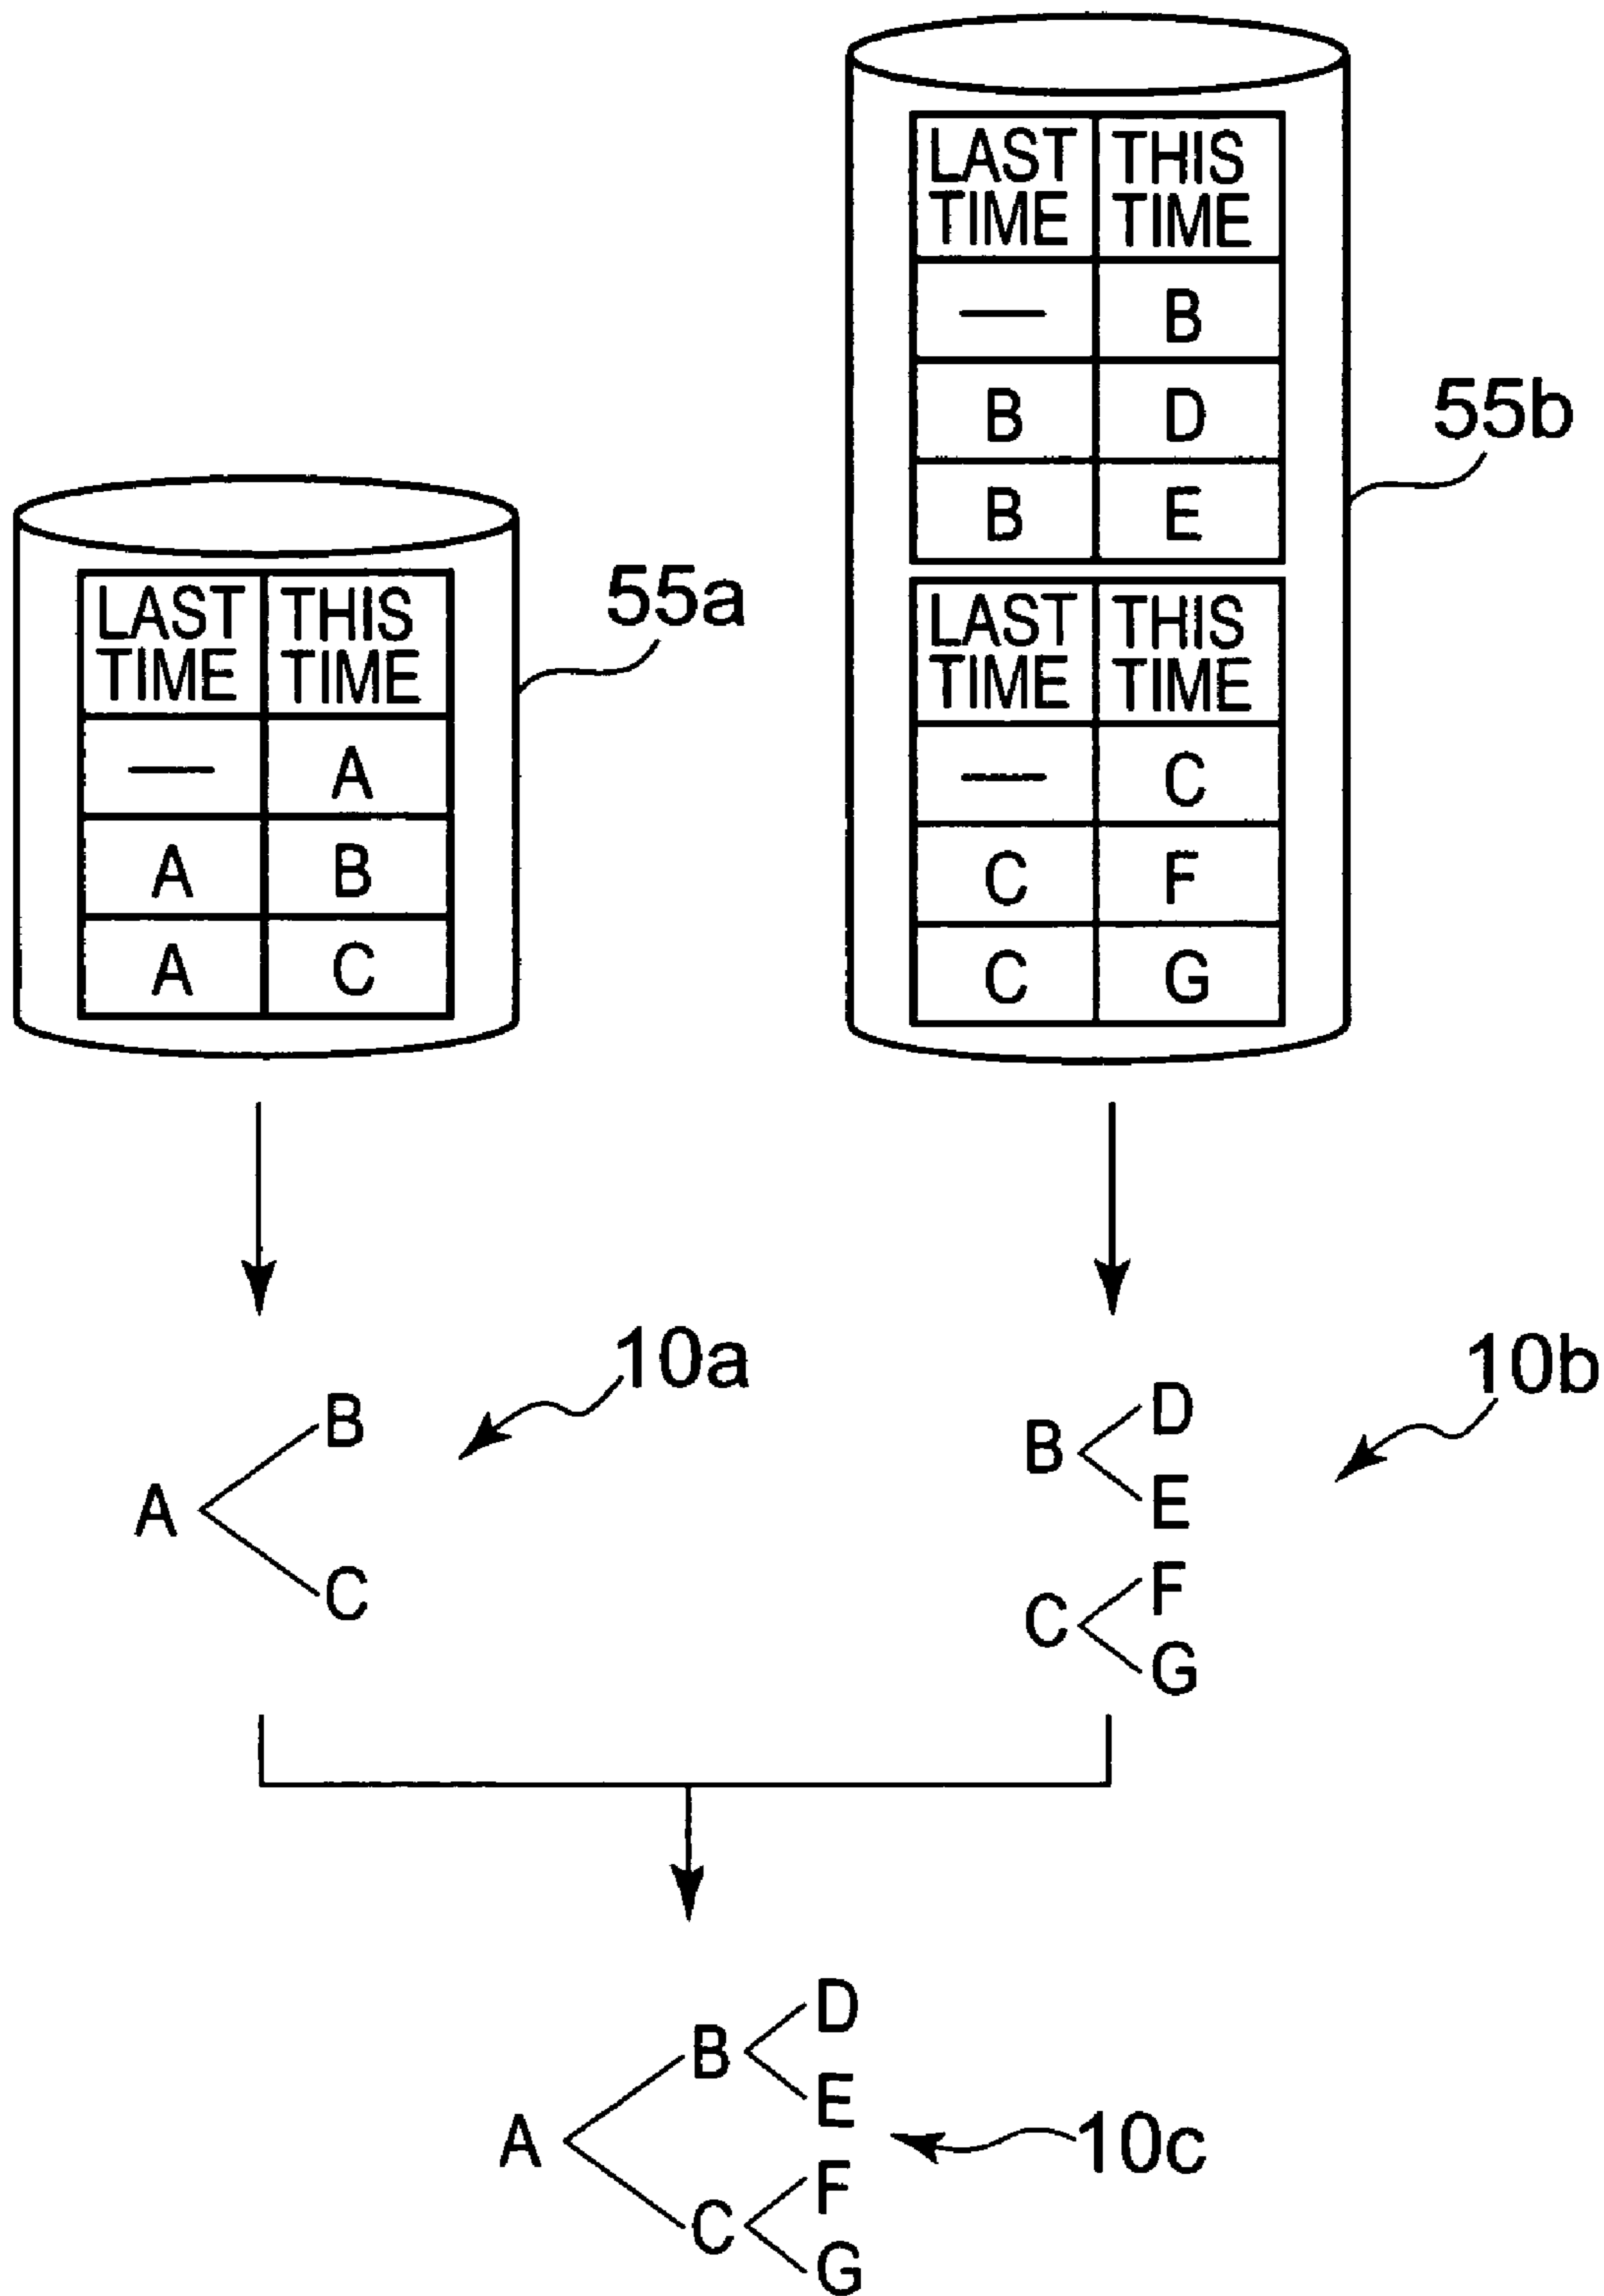 LAST THIS
TIME TIME
— B
B D
B E
55b
LAST THIS
TIME TIME
— C
C F
C G
LAST THIS
TIME TIME
— A
A B
A C
55a
10a
B
A
C
10b
D
B
E
F
C
G
D
B
E
A
10c
F
C
G